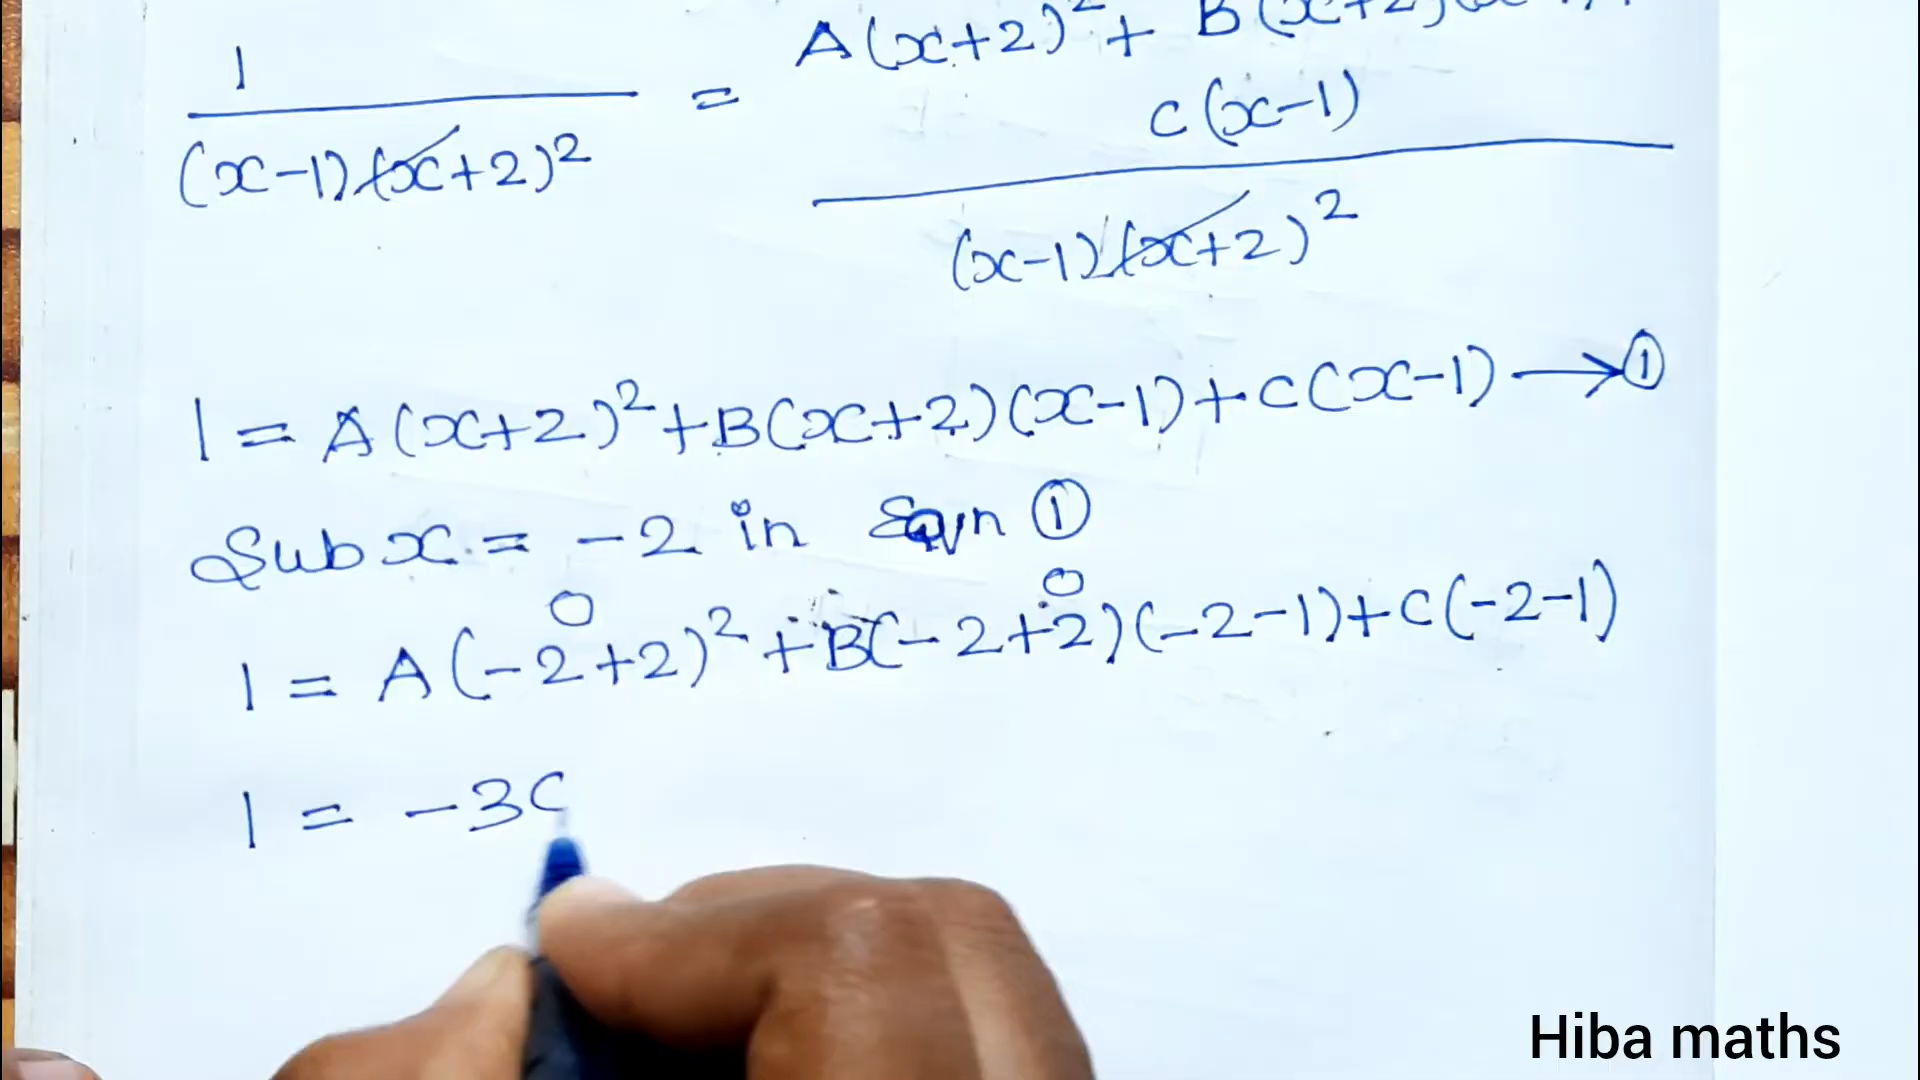 A(x+2)² + B(x+2)(x-1)+
1 = C(x-1)
(x-1)(x+2)² (x-1)(x+2)²
1 = A(x+2)² + B(x+2)(x-1) + C(x-1) → ①
Sub x = -2 in Eqn ①
0 0
1 = A(-2+2)² + B(-2+2)(-2-1) + C(-2-1)
1 = -3C
Hiba maths